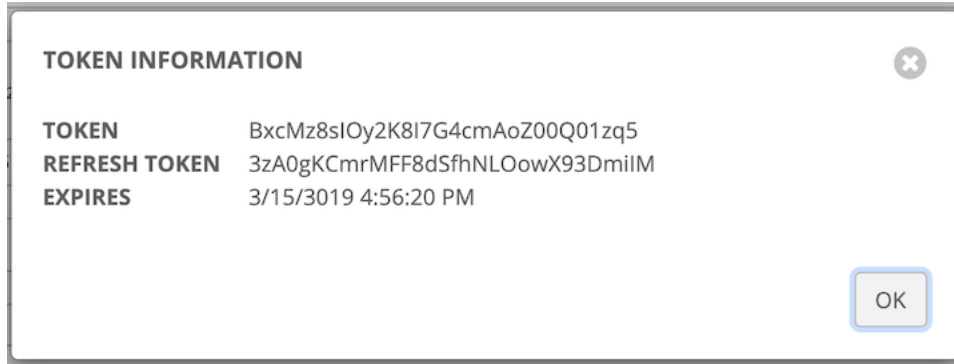 TOKEN INFORMATION
TOKEN BxcMz8sIOy2K8I7G4cmAoZ00Q01zq5
REFRESH TOKEN 3zA0gKCmrMFF8dSfhNLOowX93DmiIM
EXPIRES 3/15/3019 4:56:20 PM
OK